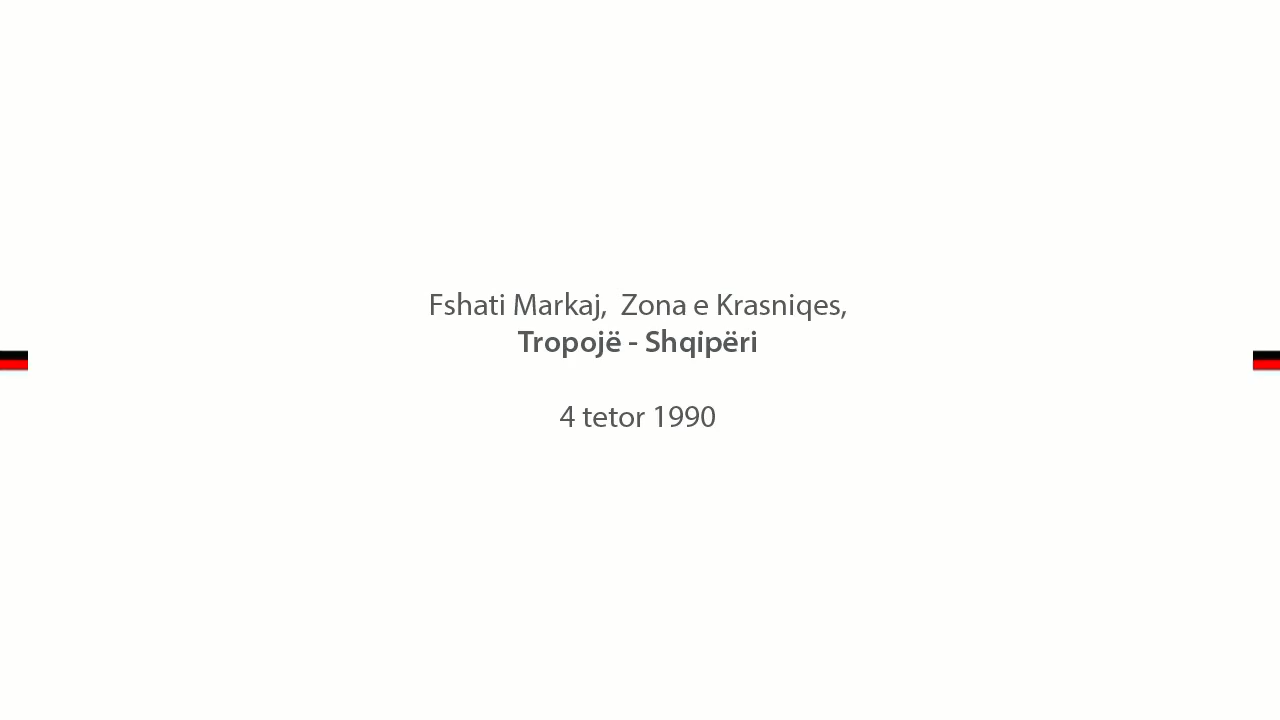 Fshati Markaj,  Zona e Krasniqes,
Tropojë - Shqipëri
4 tetor 1990